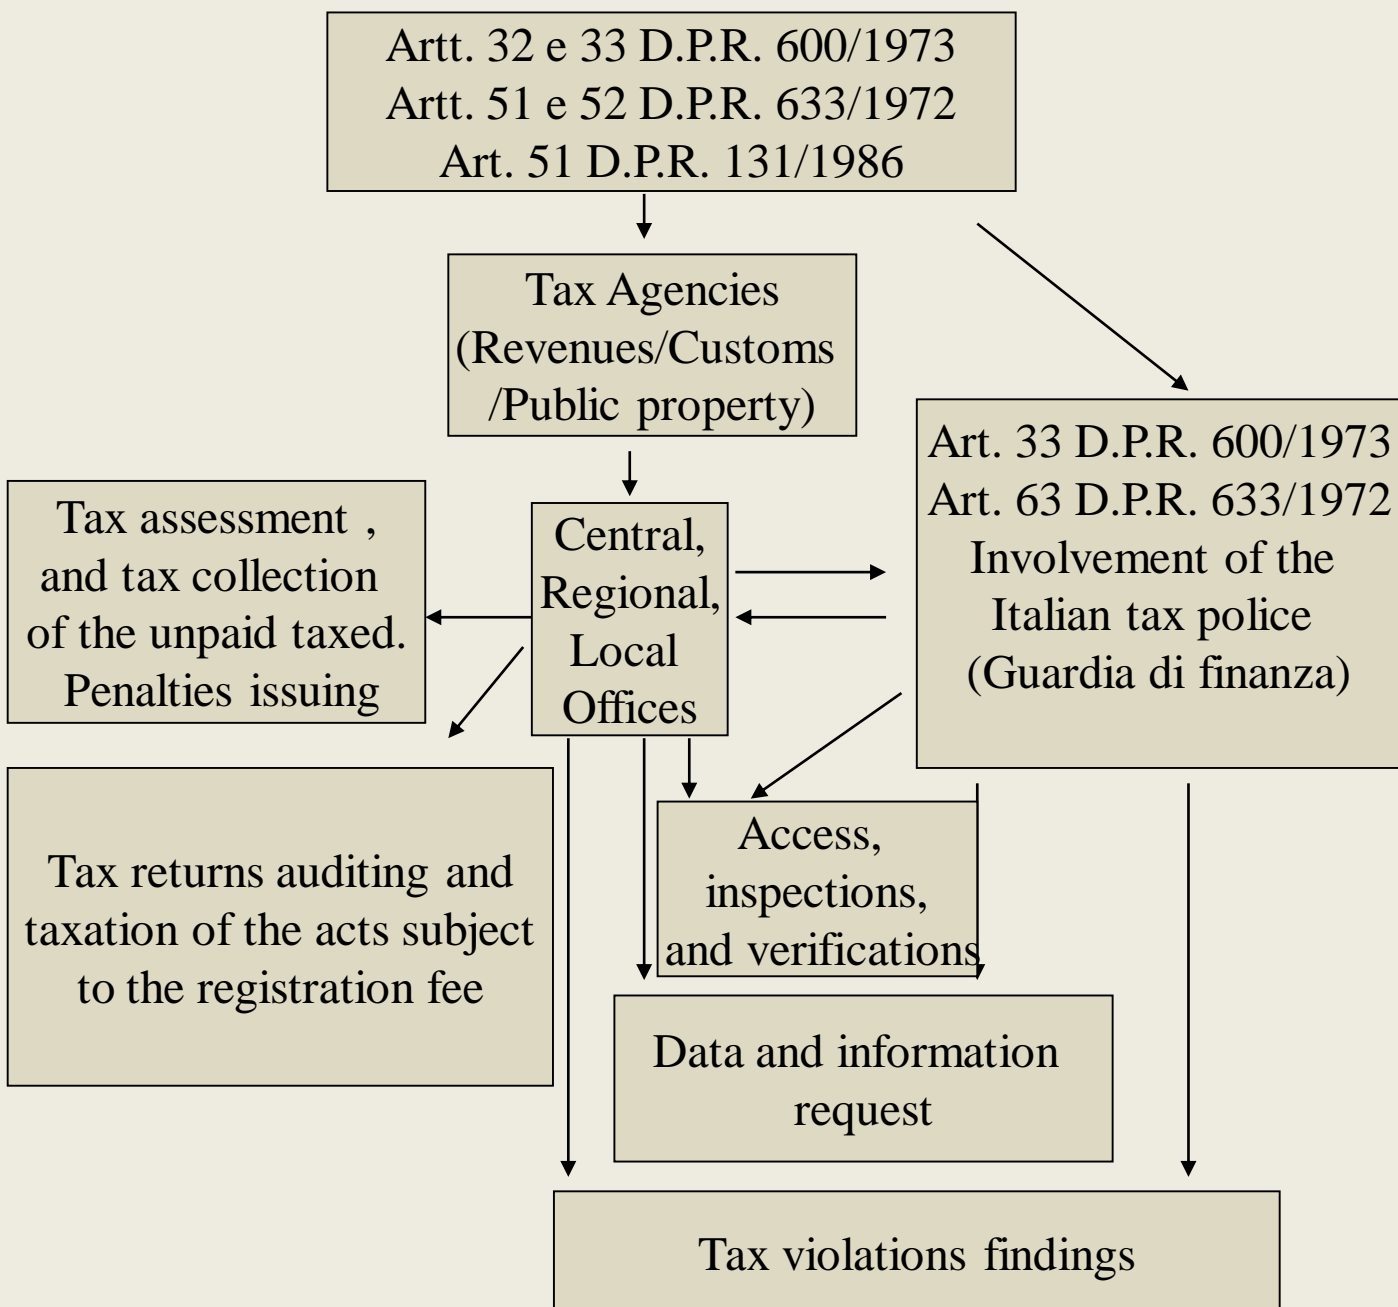 Artt. 32 e 33 D.P.R. 600/1973
Artt. 51 e 52 D.P.R. 633/1972
Art. 51 D.P.R. 131/1986
Tax Agencies
(Revenues/Customs
/Public property)
Art. 33 D.P.R. 600/1973
Art. 63 D.P.R. 633/1972
Involvement of the
Italian tax police
(Guardia di finanza)
Tax assessment ,
and tax collection
of the unpaid taxed.
Penalties issuing
Central,
Regional,
Local
Offices
Tax returns auditing and
taxation of the acts subject
to the registration fee
Access,
inspections,
and verifications
Data and information
request
Tax violations findings